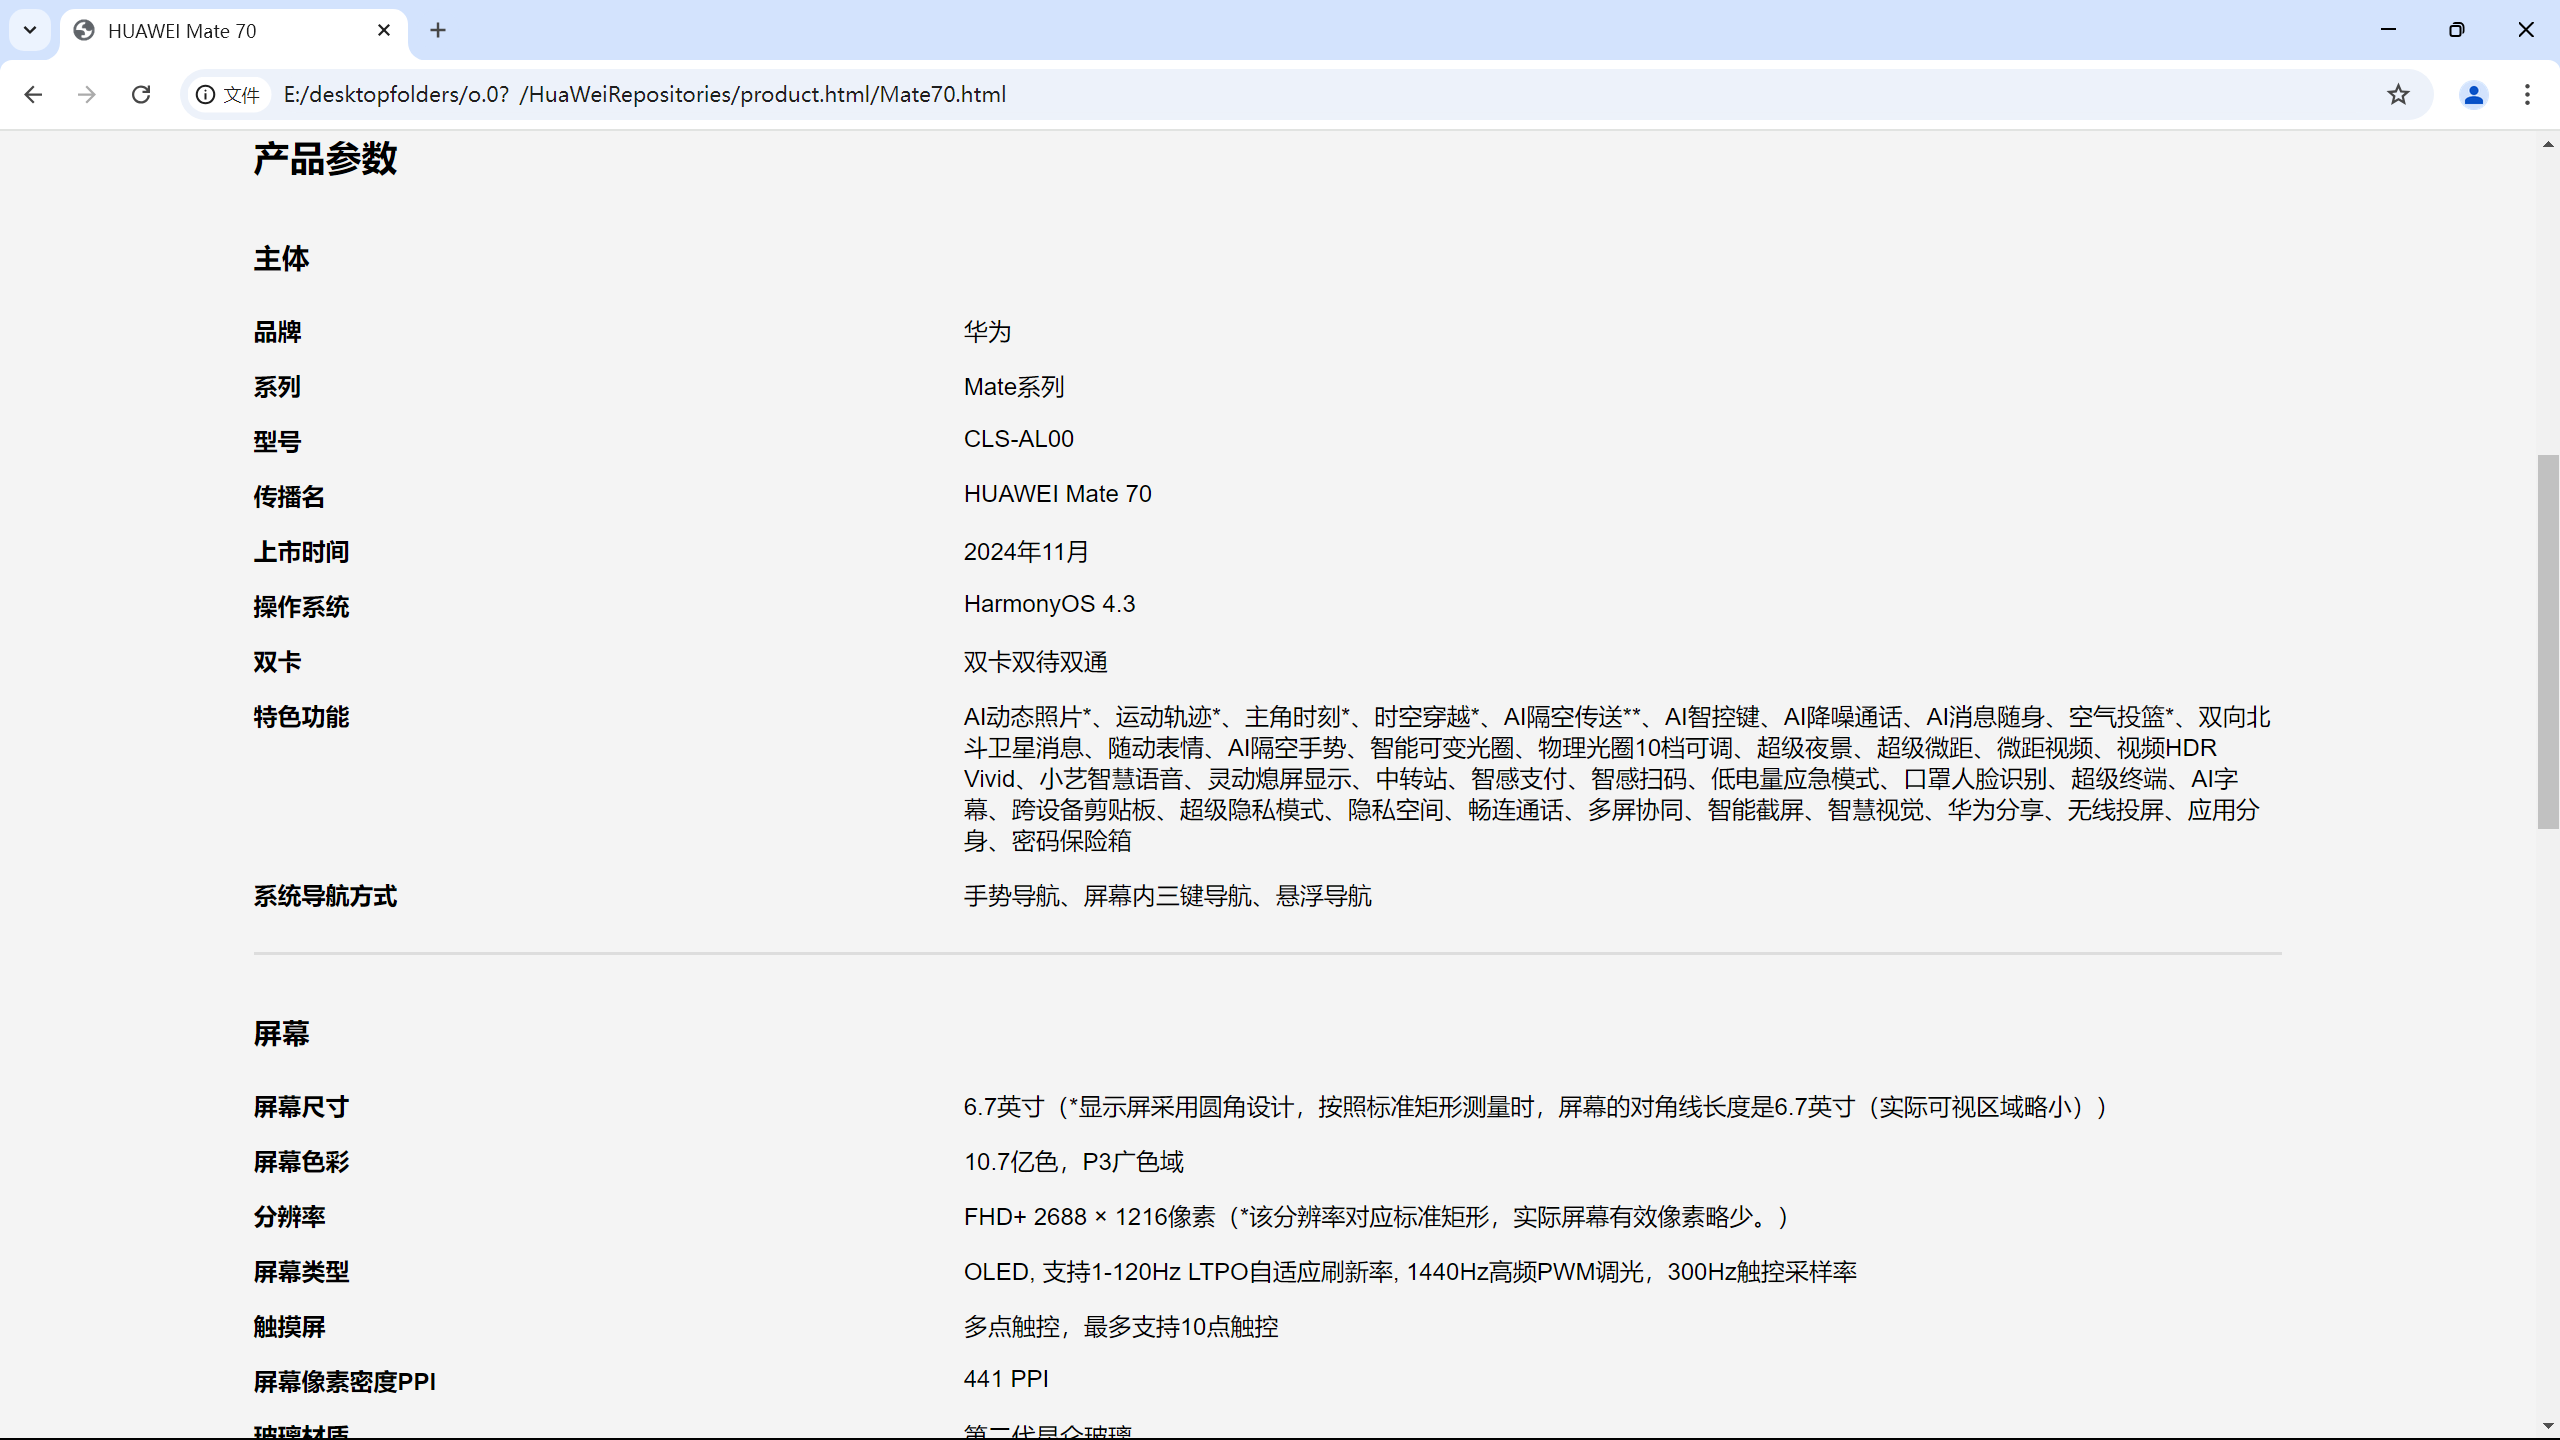 HUAWEI Mate 70
文件
E:/desktopfolders/o.0? /HuaWeiRepositories/product.html/Mate70.html
产品参数
主体
品牌 华为
系列 Mate系列
型号 CLS-AL00
传播名 HUAWEI Mate 70
上市时间 2024年11月
操作系统 HarmonyOS 4.3
双卡 双卡双待双通
特色功能 AI动态照片*、运动轨迹*、主角时刻*、时空穿越*、AI隔空传送**、AI智控键、AI降噪通话、AI消息随身、空气投篮*、双向北
斗卫星消息、随动表情、AI隔空手势、智能可变光圈、物理光圈10档可调、超级夜景、超级微距、微距视频、视频HDR
Vivid、小艺智慧语音、灵动熄屏显示、中转站、智感支付、智感扫码、低电量应急模式、口罩人脸识别、超级终端、AI字
幕、跨设备剪贴板、超级隐私模式、隐私空间、畅连通话、多屏协同、智能截屏、智慧视觉、华为分享、无线投屏、应用分
身、密码保险箱
系统导航方式 手势导航、屏幕内三键导航、悬浮导航
屏幕
屏幕尺寸 6.7英寸（*显示屏采用圆角设计，按照标准矩形测量时，屏幕的对角线长度是6.7英寸（实际可视区域略小））
屏幕色彩 10.7亿色，P3广色域
分辨率 FHD+ 2688 × 1216像素（*该分辨率对应标准矩形，实际屏幕有效像素略少。）
屏幕类型 OLED, 支持1-120Hz LTPO自适应刷新率, 1440Hz高频PWM调光，300Hz触控采样率
触摸屏 多点触控，最多支持10点触控
屏幕像素密度PPI 441 PPI
玻璃材质 第二代昆仑玻璃